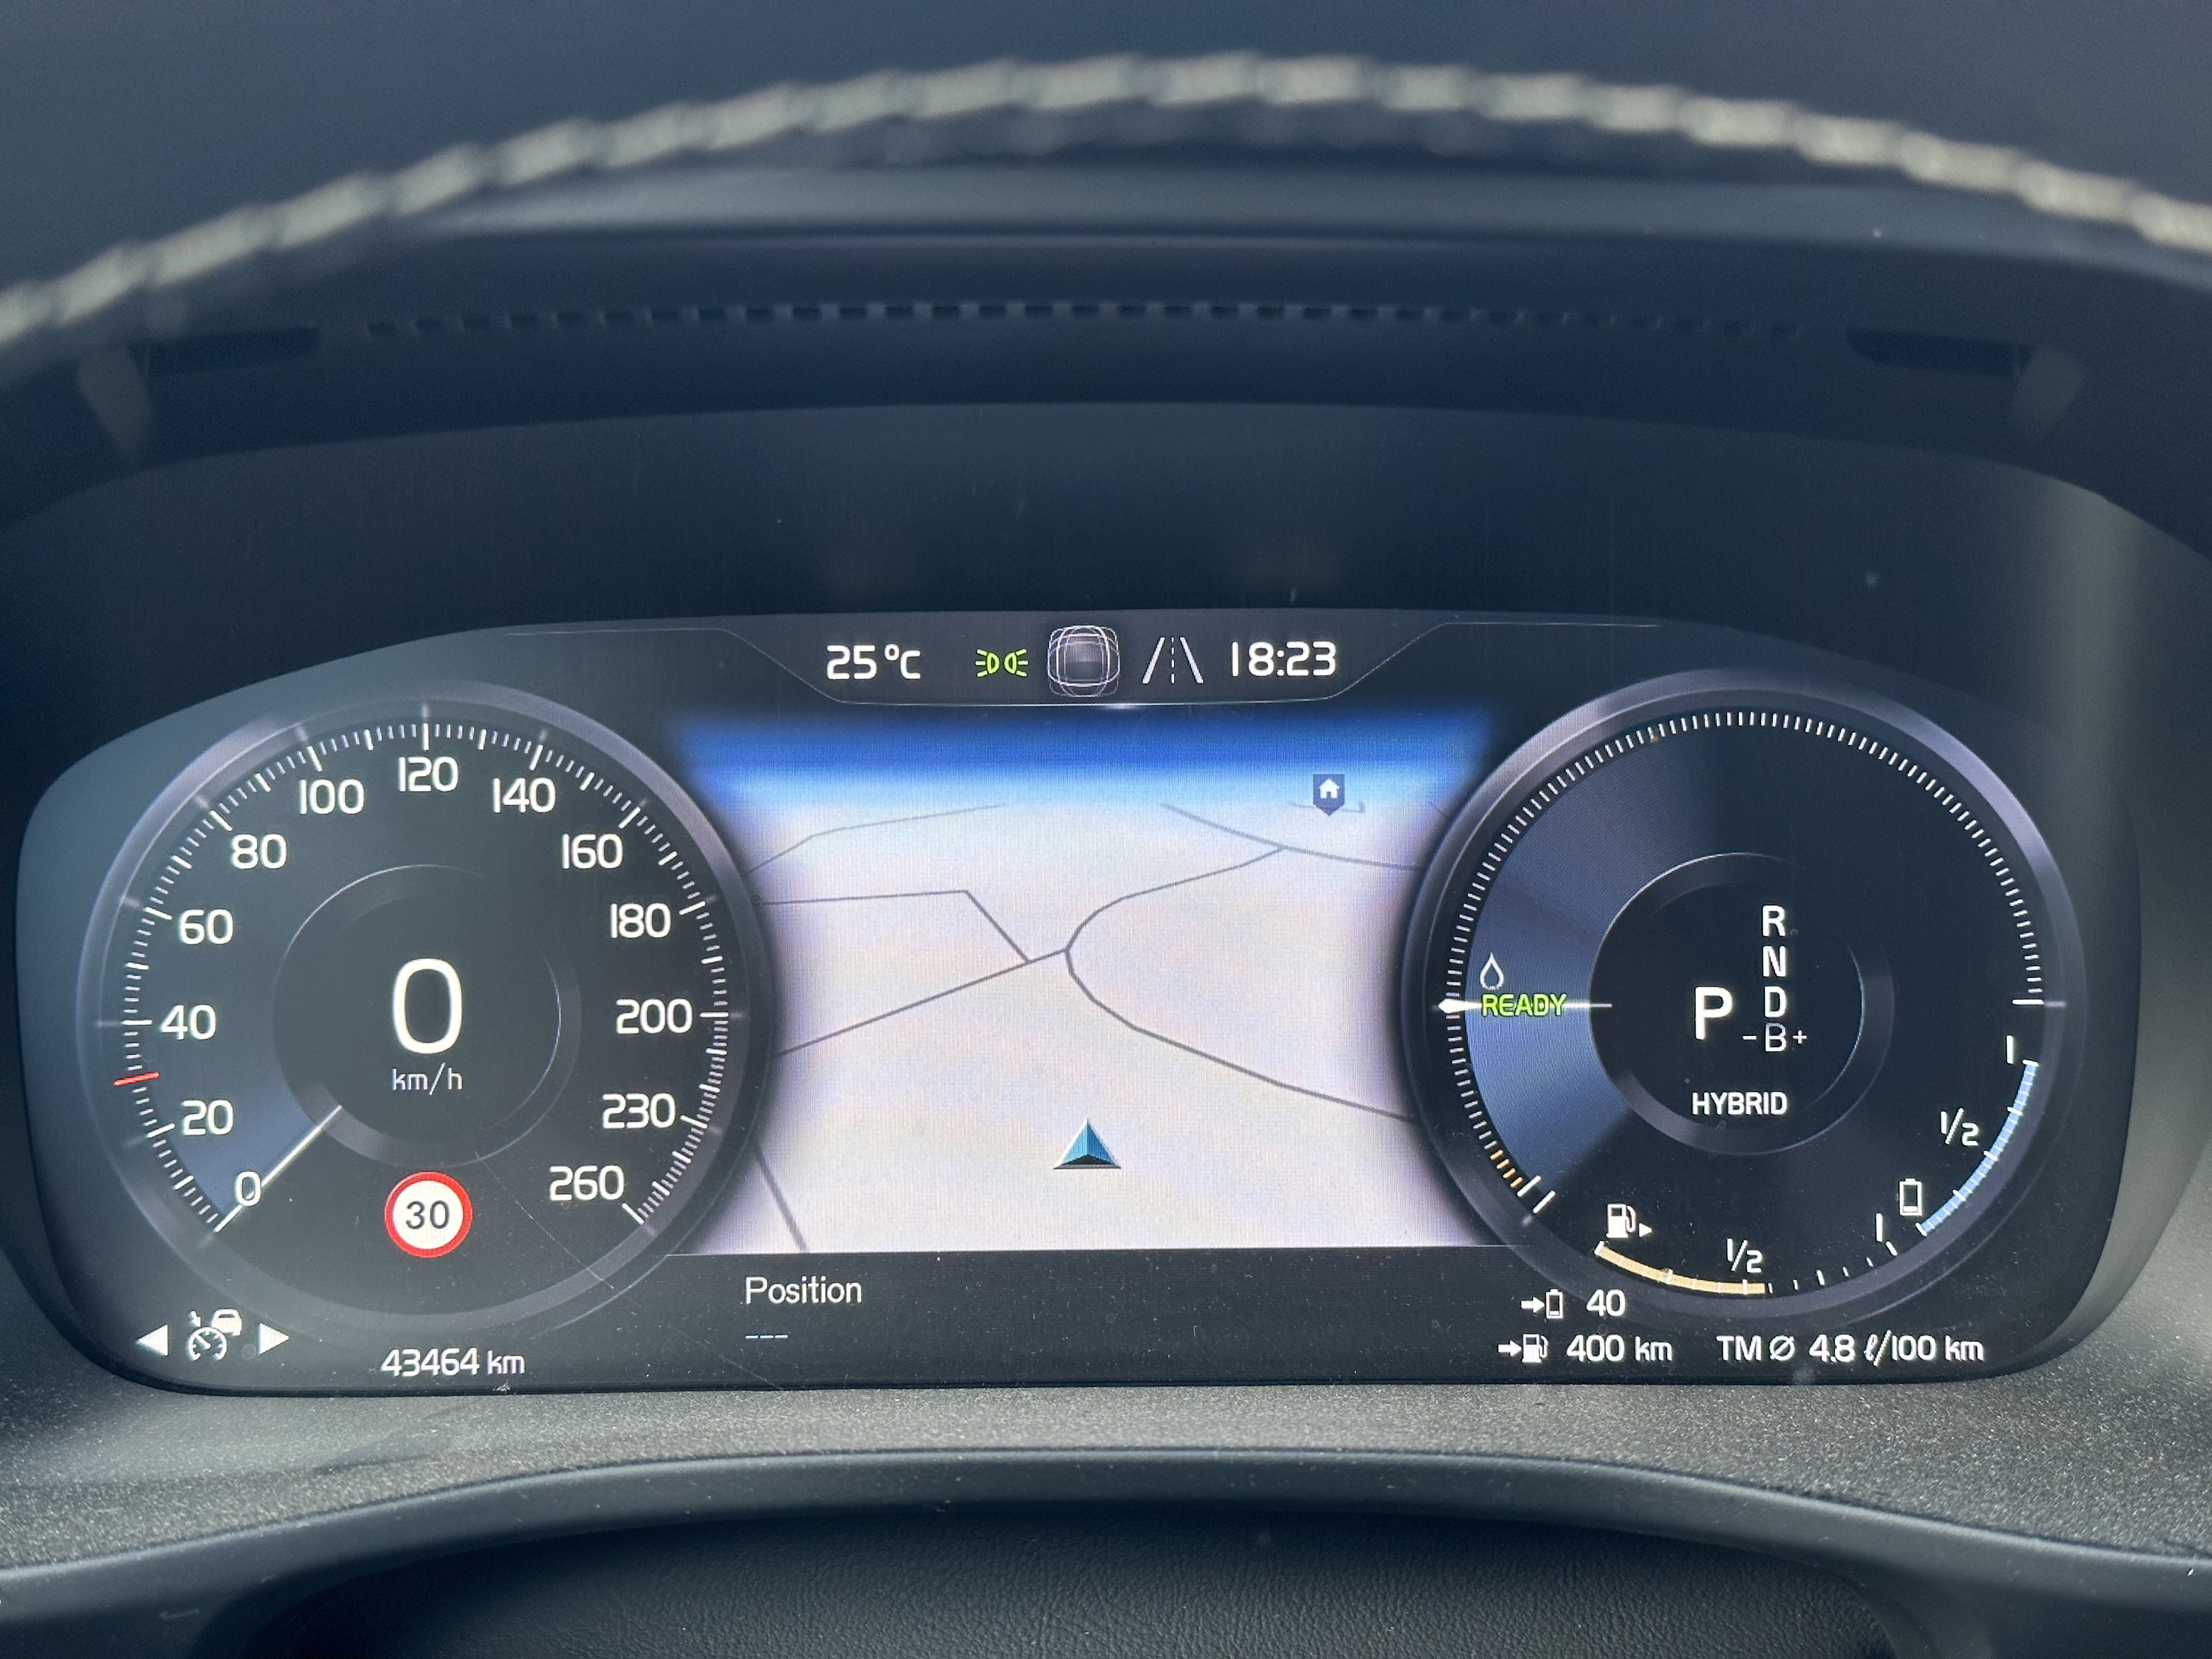 25°C 18:23
120
100 140
80 160
60 180
40 200
20 230
0 260
0
km/h
30
43464 km
Position
---
READY
R
N
P D
-B+
HYBRID
1
1/2
1/2 1
40
400 km TM Ø 4.8 ℓ/100 km